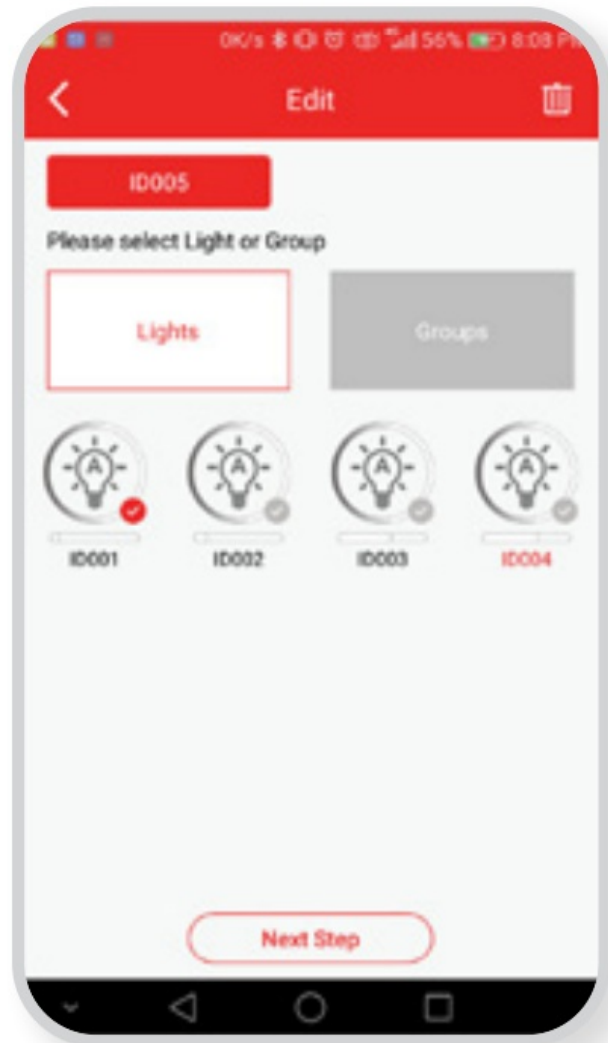 0K/s 56% 8:08 PM
Edit
ID005
Please select Light or Group
Lights Groups
A A A A
ID001 ID002 ID003 ID004
Next Step